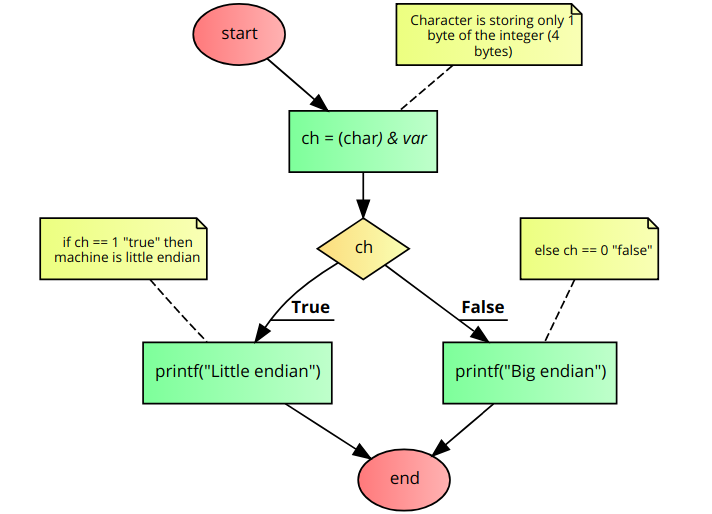 start
Character is storing only 1
byte of the integer (4
bytes)
ch = (char) & var
if ch == 1 "true" then
machine is little endian
ch
else ch == 0 "false"
True
False
printf("Little endian")
printf("Big endian")
end